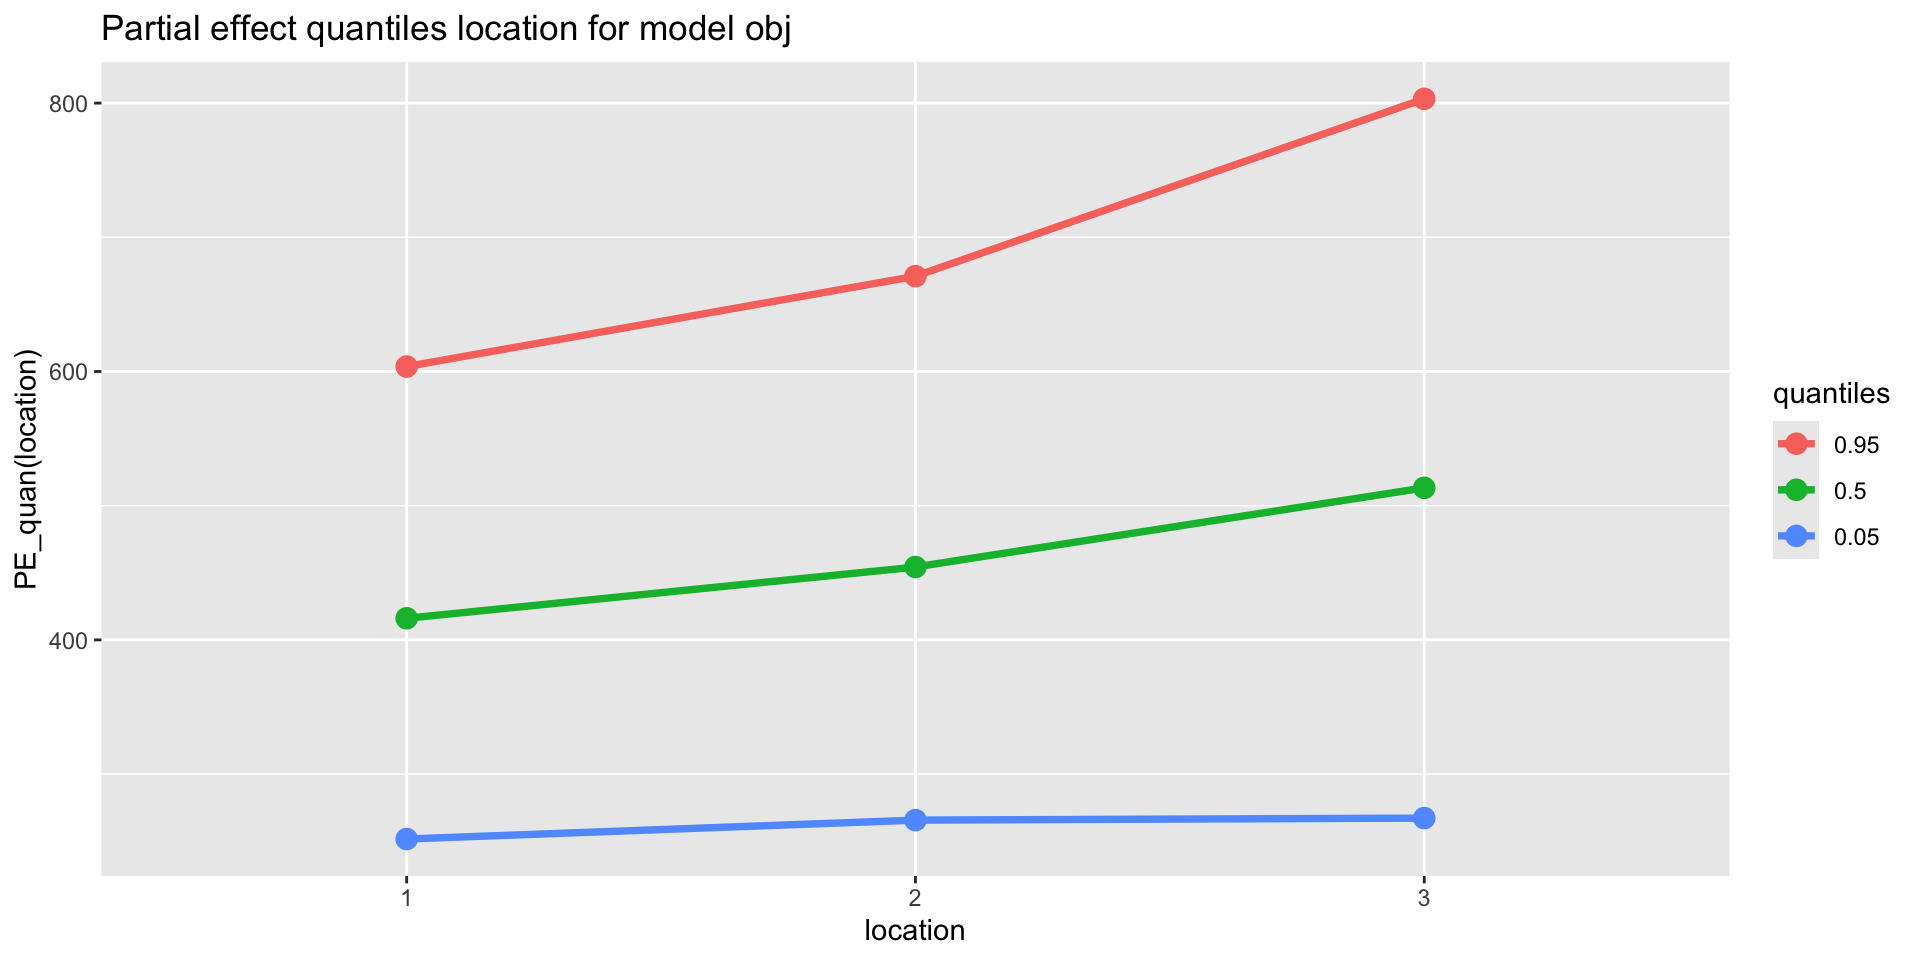 Partial effect quantiles location for model obj
PE_quan(location)
800
600
400
1
2
3
location
quantiles
0.95
0.5
0.05